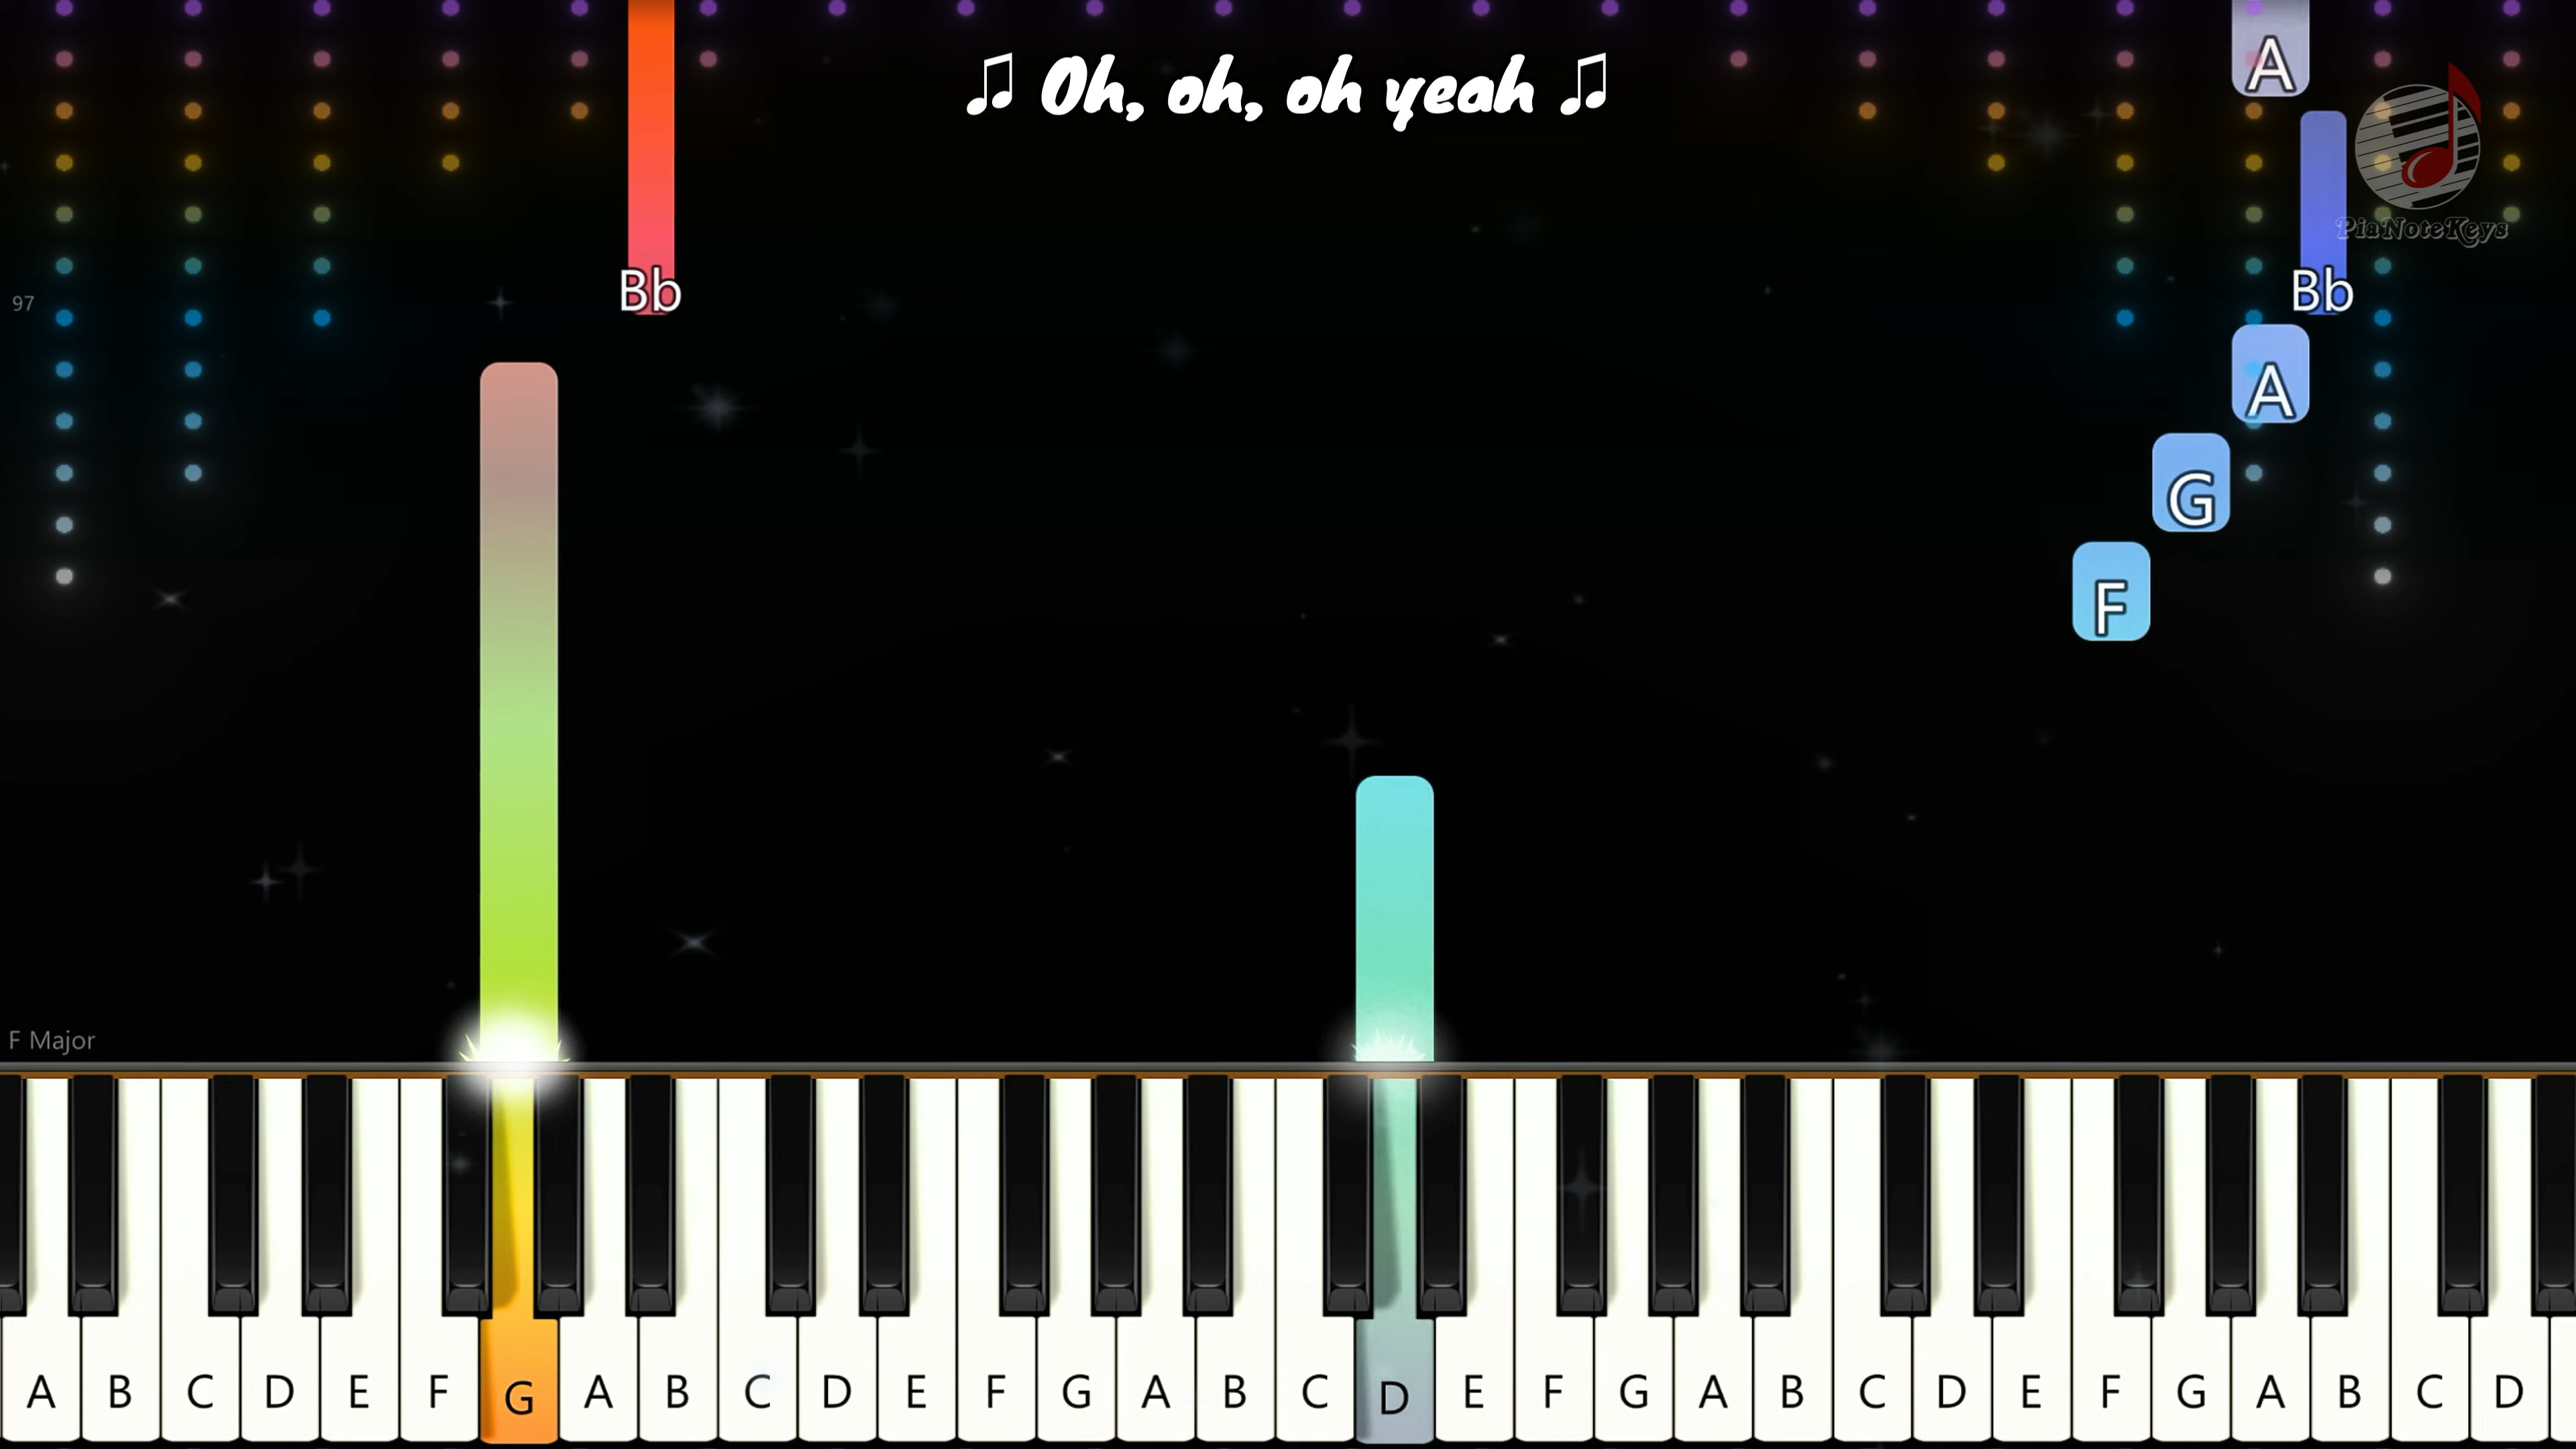 ♫ Oh, oh, oh yeah ♫
A
PiaNoteKeys
Bb Bb
97
A
G
F
F Major
A B C D E F G A B C D E F G A B C D E F G A B C D E F G A B C D